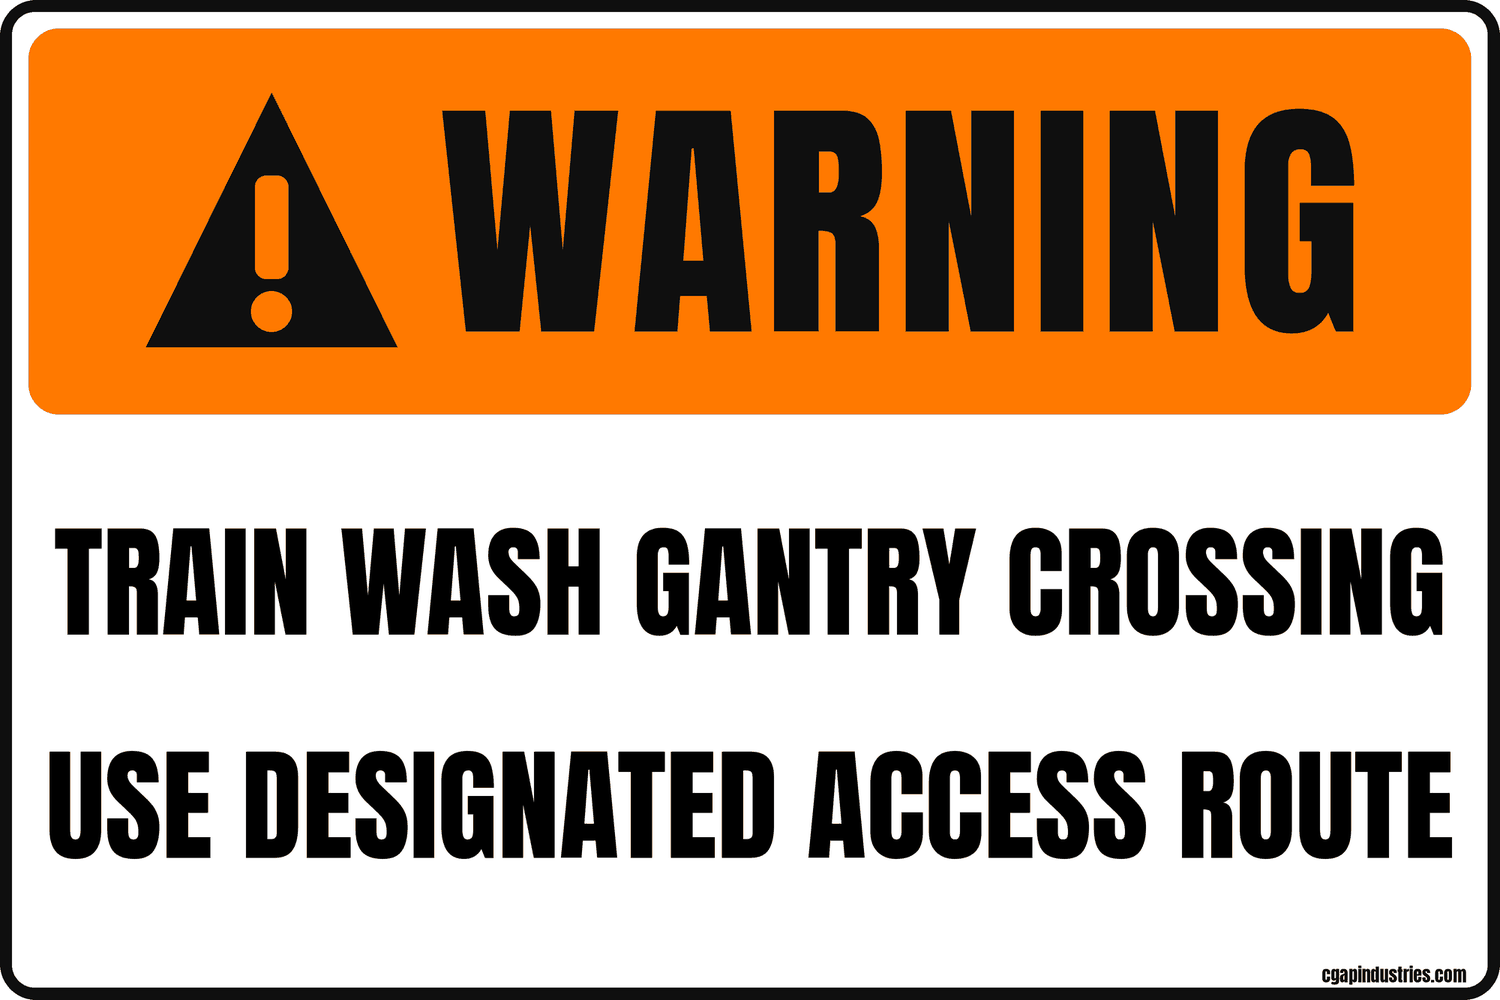 WARNING
TRAIN WASH GANTRY CROSSING
USE DESIGNATED ACCESS ROUTE
cgapindustries.com